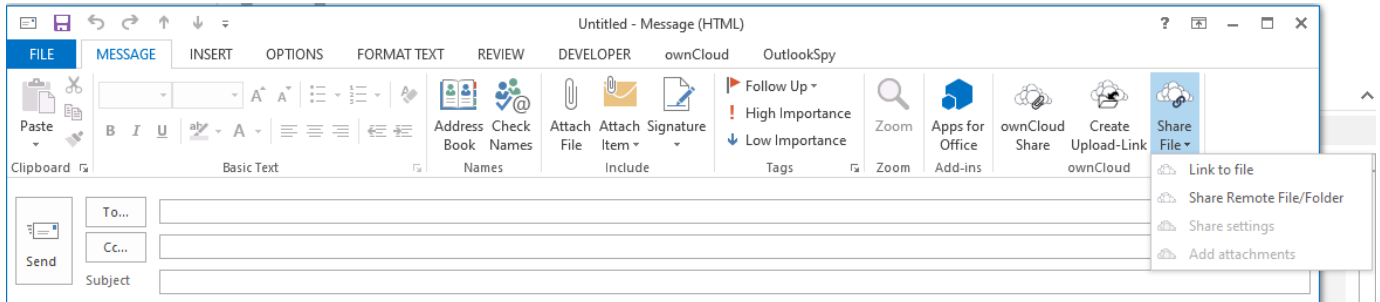 Untitled - Message (HTML)
?
FILE MESSAGE INSERT OPTIONS FORMAT TEXT REVIEW DEVELOPER ownCloud OutlookSpy
Paste
B I U ab A
A A
Clipboard
Basic Text
Address Book
Check Names
Names
Attach File
Attach Item
Signature
Include
Follow Up
! High Importance
Low Importance
Tags
Zoom
Zoom
Apps for Office
Add-ins
ownCloud Share
Create Upload-Link
Share File
ownCloud
Link to file
Share Remote File/Folder
Share settings
Add attachments
Send
To...
Cc...
Subject